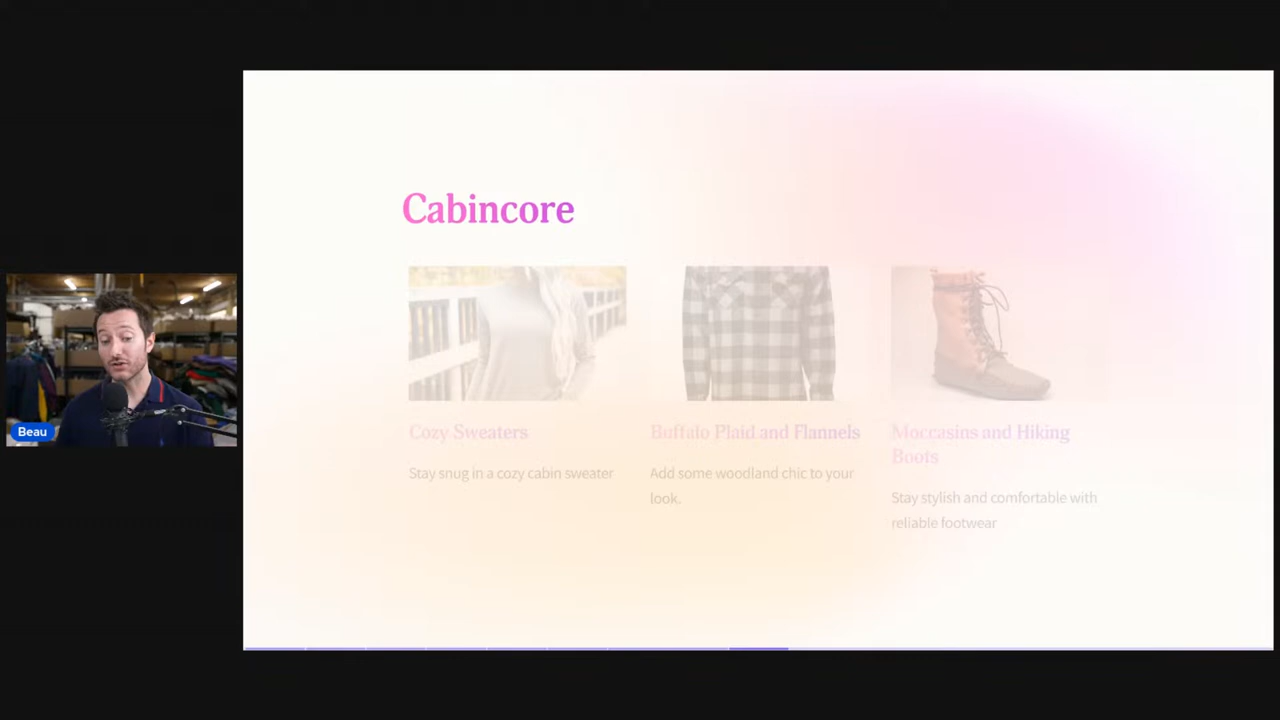 Cabincore
Cozy Sweaters
Stay snug in a cozy cabin sweater
Buffalo Plaid and Flannels
Add some woodland chic to your
look.
Moccasins and Hiking
Boots
Stay stylish and comfortable with
reliable footwear
Beau